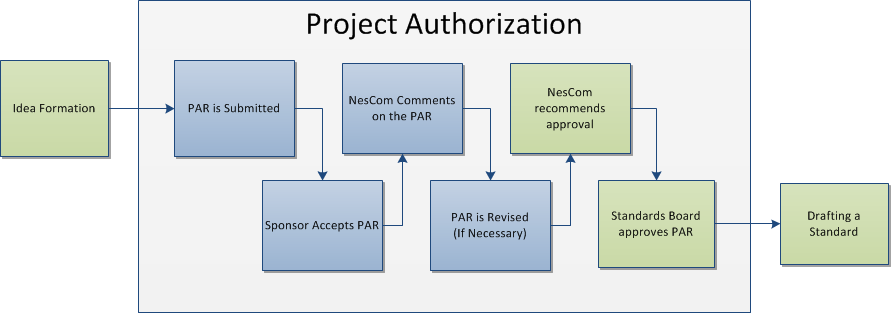 Project Authorization
Idea Formation
PAR is Submitted
Sponsor Accepts PAR
NesCom Comments
on the PAR
PAR is Revised
(If Necessary)
NesCom
recommends
approval
Standards Board
approves PAR
Drafting a
Standard